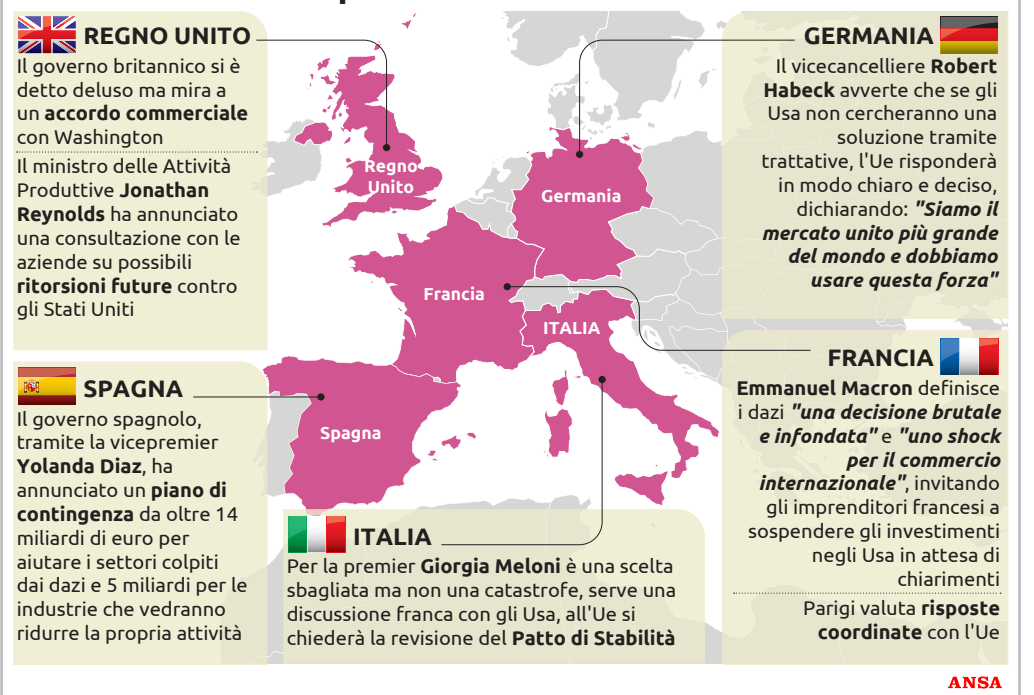 REGNO UNITO
Il governo britannico si è
detto deluso ma mira a
un accordo commerciale
con Washington
Il ministro delle Attività
Produttive Jonathan
Reynolds ha annunciato
una consultazione con le
aziende su possibili
ritorsioni future contro
gli Stati Uniti
GERMANIA
Il vicecancelliere Robert
Habeck avverte che se gli
Usa non cercheranno una
soluzione tramite
trattative, l'Ue risponderà
in modo chiaro e deciso,
dichiarando: "Siamo il
mercato unito più grande
del mondo e dobbiamo
usare questa forza"
Regno
Unito
Germania
Francia
ITALIA
Spagna
SPAGNA
Il governo spagnolo,
tramite la vicepremier
Yolanda Diaz, ha
annunciato un piano di
contingenza da oltre 14
miliardi di euro per
aiutare i settori colpiti
dai dazi e 5 miliardi per le
industrie che vedranno
ridurre la propria attività
ITALIA
Per la premier Giorgia Meloni è una scelta
sbagliata ma non una catastrofe, serve una
discussione franca con gli Usa, all'Ue si
chiederà la revisione del Patto di Stabilità
FRANCIA
Emmanuel Macron definisce
i dazi "una decisione brutale
e infondata" e "uno shock
per il commercio
internazionale", invitando
gli imprenditori francesi a
sospendere gli investimenti
negli Usa in attesa di
chiarimenti
Parigi valuta risposte
coordinate con l'Ue
ANSA